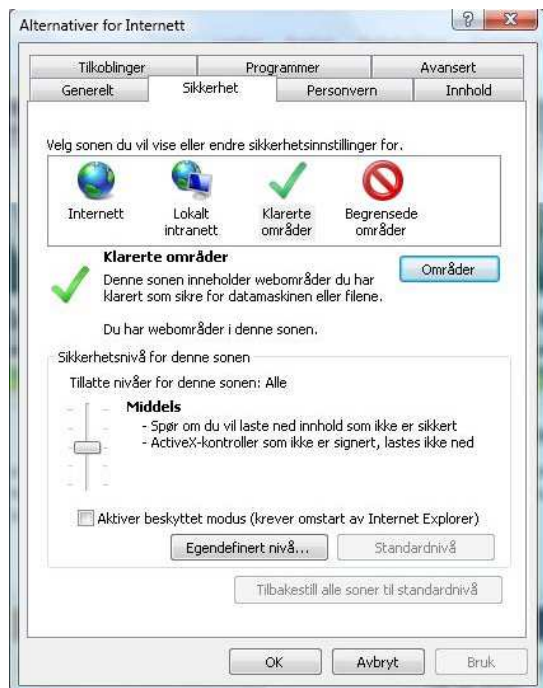 Alternativer for Internett
Tilkoblinger Programmer Avansert
Generelt Sikkerhet Personvern Innhold
Velg sonen du vil vise eller endre sikkerhetsinnstillinger for.
Internett Lokalt intranett Klarerte områder Begrensede områder
Klarerte områder
Områder
Denne sonen inneholder webområder du har
klarert som sikre for datamaskinen eller filene.
Du har webområder i denne sonen.
Sikkerhetsnivå for denne sonen
Tillatte nivåer for denne sonen: Alle
Middels
- Spør om du vil laste ned innhold som ikke er sikkert
- ActiveX-kontroller som ikke er signert, lastes ikke ned
Aktiver beskyttet modus (krever omstart av Internet Explorer)
Egendefinert nivå... Standardnivå
Tilbakestill alle soner til standardnivå
OK Avbryt Bruk